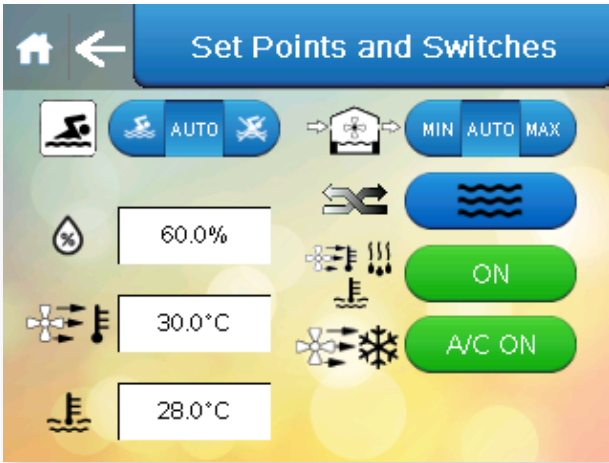 Set Points and Switches
AUTO
MIN AUTO MAX
%
60.0%
ON
30.0°C
A/C ON
28.0°C